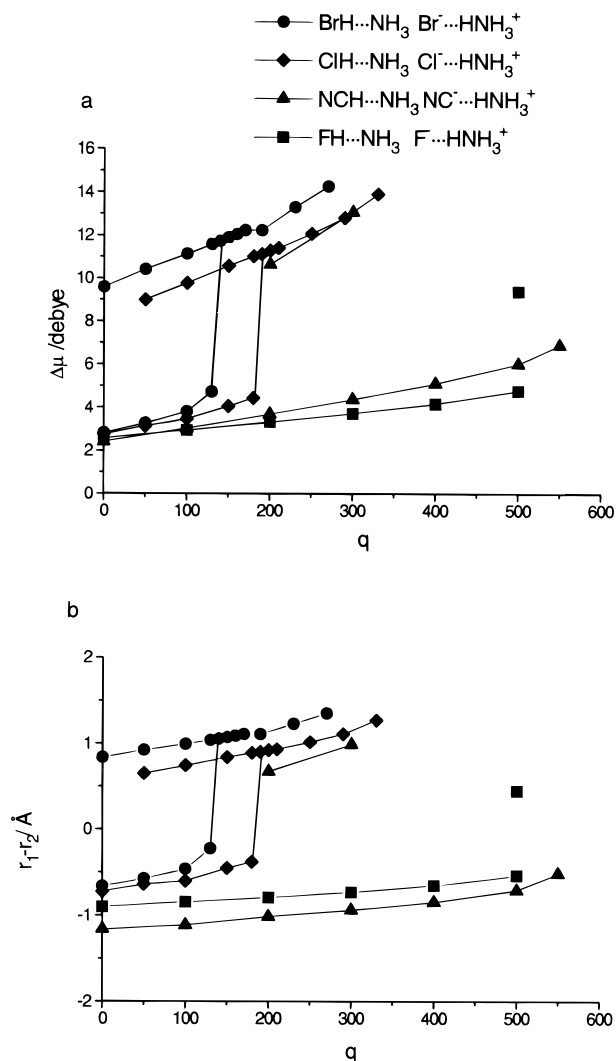 BrH···NH₃ Br⁻···HNH₃⁺
ClH···NH₃ Cl⁻···HNH₃⁺
NCH···NH₃ NC⁻···HNH₃⁺
FH···NH₃ F···HNH₃⁺
a
16
14
12
10
8
6
4
2
0
Δμ /debye
0 100 200 300 400 500 600
q
b
2
1
0
-1
-2
r₁-r₂/ Å
0 100 200 300 400 500 600
q